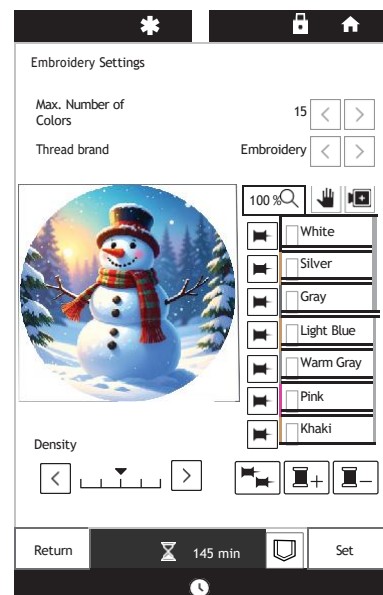 Embroidery Settings
Max. Number of
Colors
15
Thread brand
Embroidery
100 %
White
Silver
Gray
Light Blue
Warm Gray
Pink
Khaki
Density
Return
145 min
Set